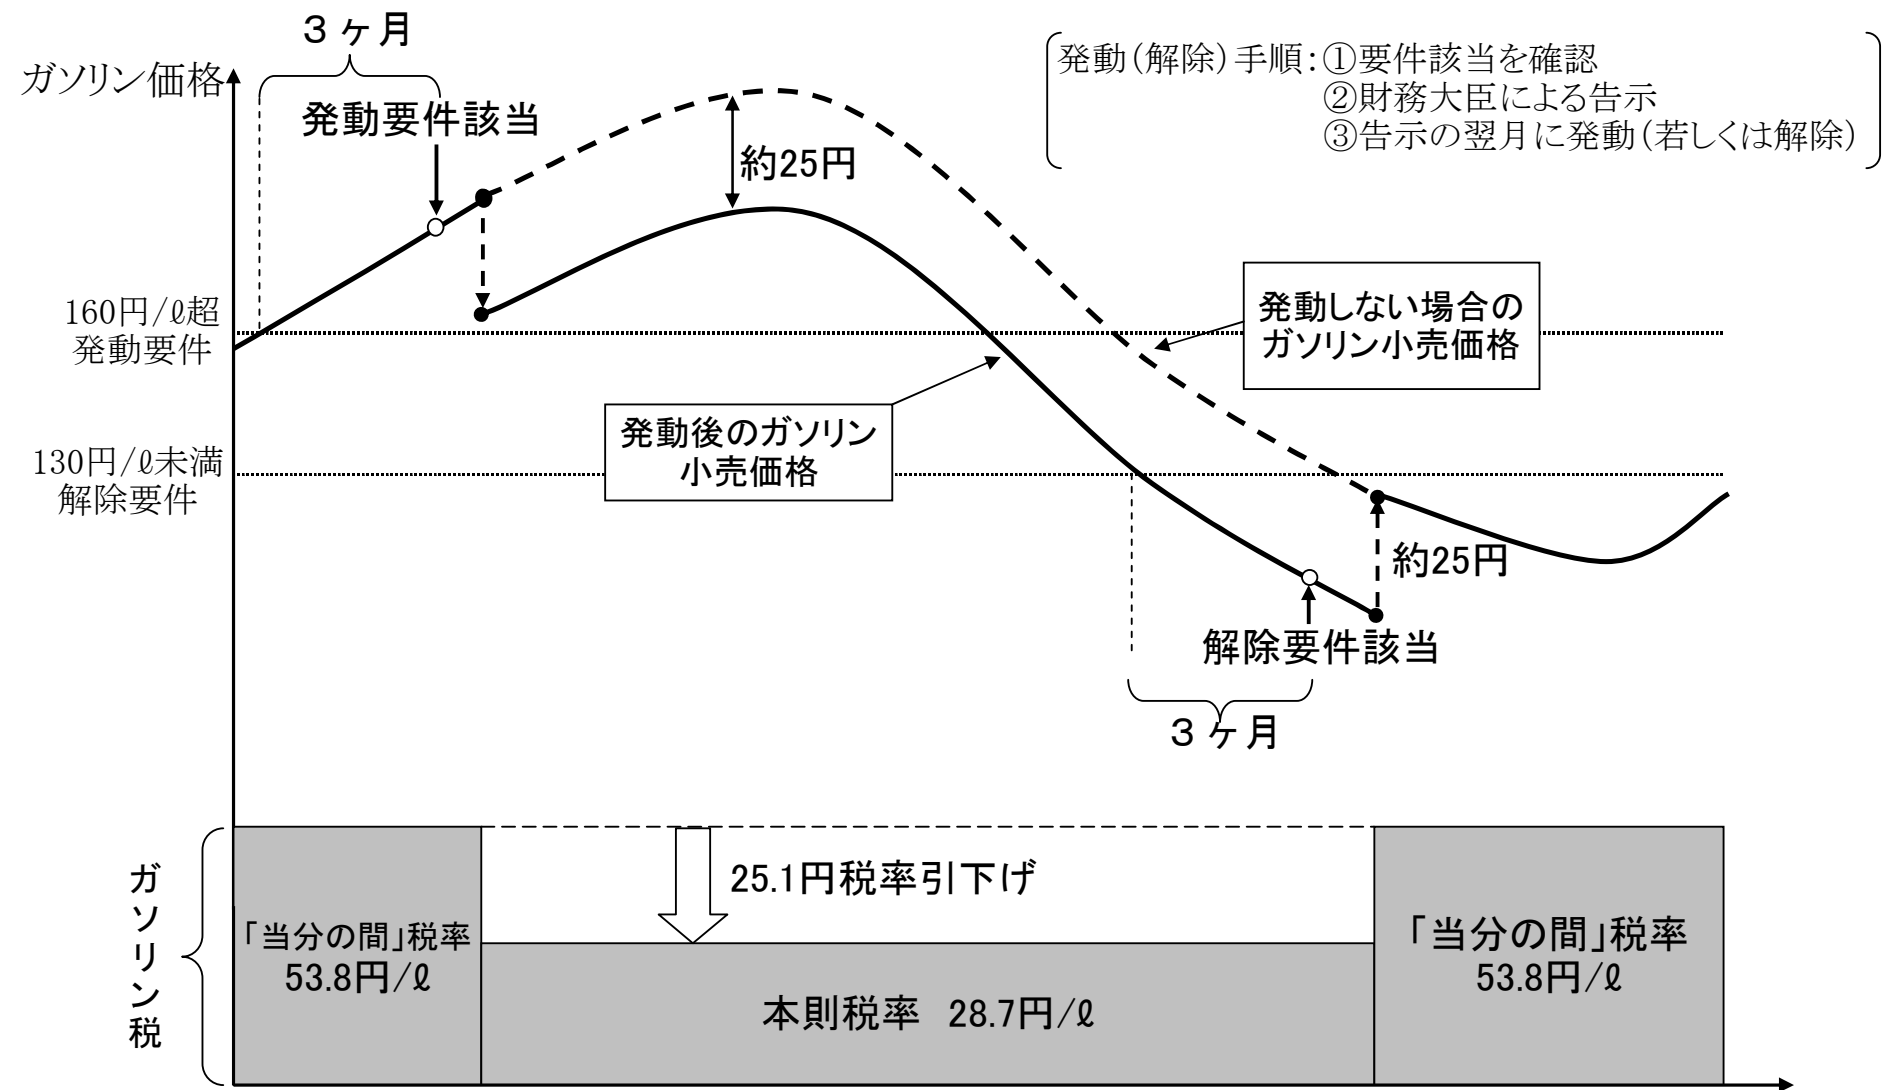 3ヶ月
ガソリン価格
発動要件該当
発動(解除)手順:①要件該当を確認
②財務大臣による告示
③告示の翌月に発動(若しくは解除)
約25円
160円/ℓ超
発動要件
発動しない場合の
ガソリン小売価格
発動後のガソリン
小売価格
130円/ℓ未満
解除要件
約25円
解除要件該当
3ヶ月
ガソリン税
25.1円税率引下げ
「当分の間」税率
53.8円/ℓ
本則税率 28.7円/ℓ
「当分の間」税率
53.8円/ℓ